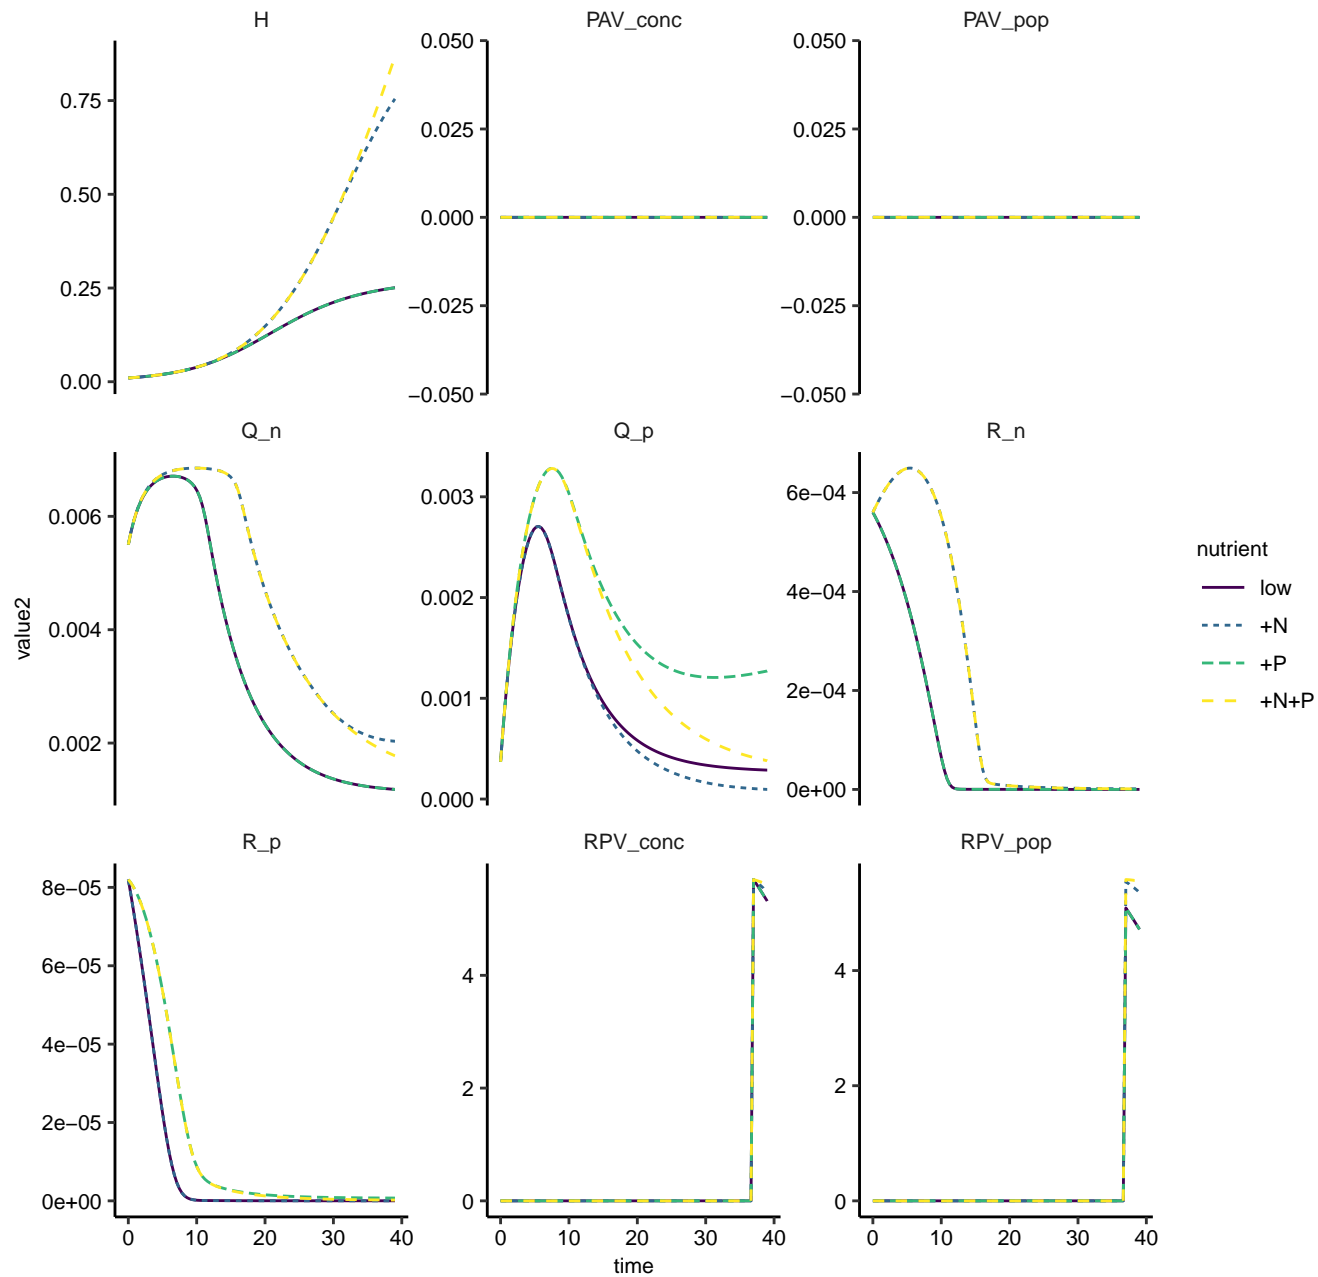 H
PAV_conc
PAV_pop
0.75
0.50
0.25
0.00
0.050
0.025
0.000
−0.025
−0.050
0.050
0.025
0.000
−0.025
−0.050
Q_n
Q_p
R_n
0.006
0.004
0.002
0.003
0.002
0.001
0.000
6e−04
4e−04
2e−04
0e+00
R_p
RPV_conc
RPV_pop
8e−05
6e−05
4e−05
2e−05
0e+00
4
2
0
4
2
0
0 10 20 30 40
0 10 20 30 40
0 10 20 30 40
time
value2
nutrient
low
+N
+P
+N+P